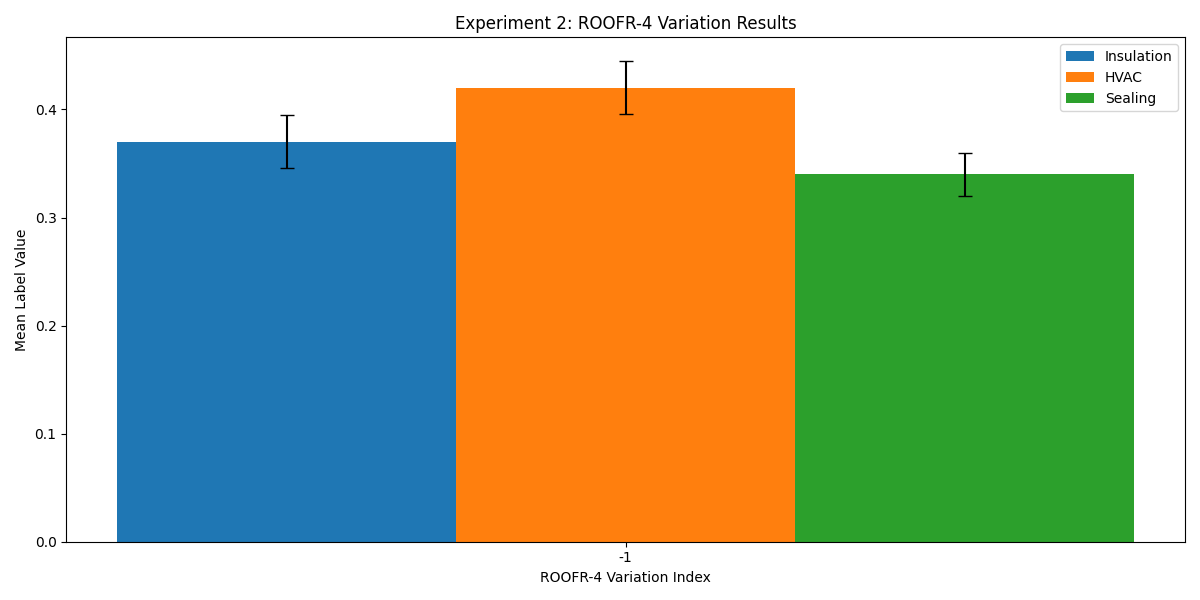 Experiment 2: ROOFR-4 Variation Results
Insulation
HVAC
Sealing
Mean Label Value
0.4
0.3
0.2
0.1
0.0
-1
ROOFR-4 Variation Index